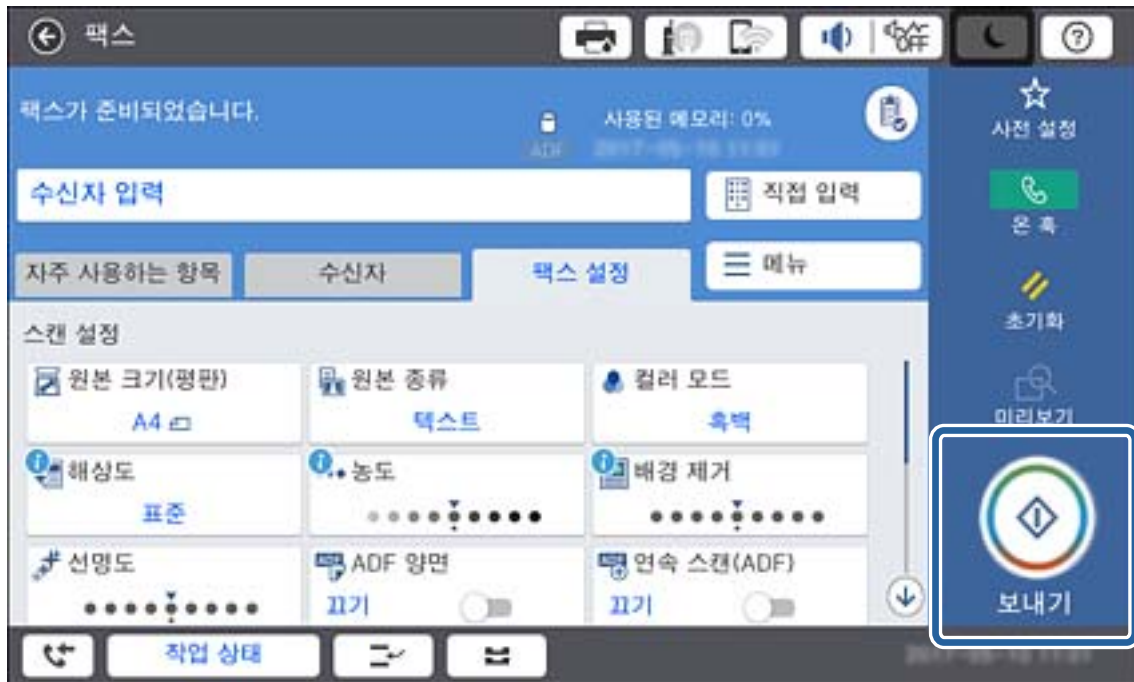 팩스
OFF
팩스가 준비되었습니다.
ADF
사용된 메모리: 0%
수신자 입력
직접 입력
자주 사용하는 항목
수신자
팩스 설정
메뉴
스캔 설정
원본 크기(평판)
A4
원본 종류
텍스트
컬러 모드
흑백
해상도
표준
농도
배경 제거
선명도
ADF 양면
끄기
연속 스캔(ADF)
끄기
사전 설정
온 훅
초기화
미리보기
보내기
작업 상태